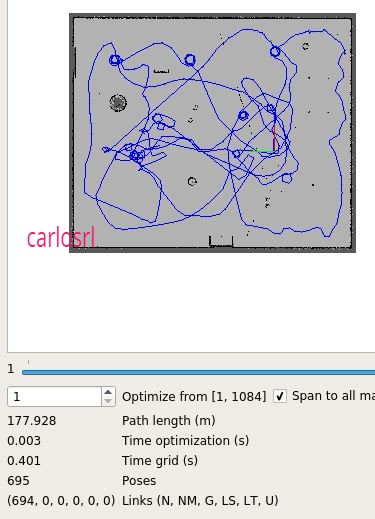 carlosrl
1
1 Optimize from [1, 1084] Span to all ma
177.928 Path length (m)
0.003 Time optimization (s)
0.401 Time grid (s)
695 Poses
(694, 0, 0, 0, 0, 0) Links (N, NM, G, LS, LT, U)